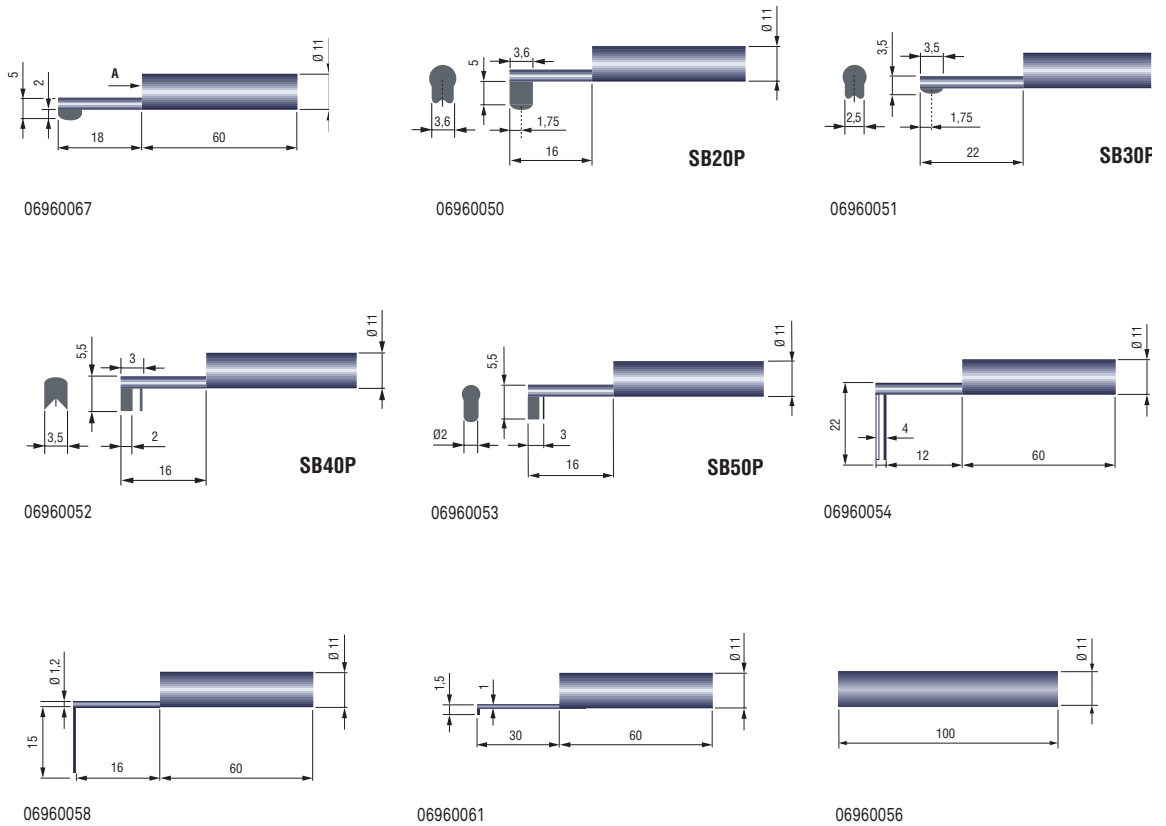 5
2
A
Ø 11
18
60
06960067
3,6
5
Ø 11
3,6
1,75
16
SB20P
06960050
3,5
3,5
Ø 11
2,5
1,75
22
SB30P
06960051
5,5
3
Ø 11
3,5
2
16
SB40P
06960052
5,5
Ø 11
Ø2
3
16
SB50P
06960053
22
4
Ø 11
12
60
06960054
Ø 1,2
Ø 11
15
16
60
06960058
1,5
1
Ø 11
30
60
06960061
Ø 11
100
06960056